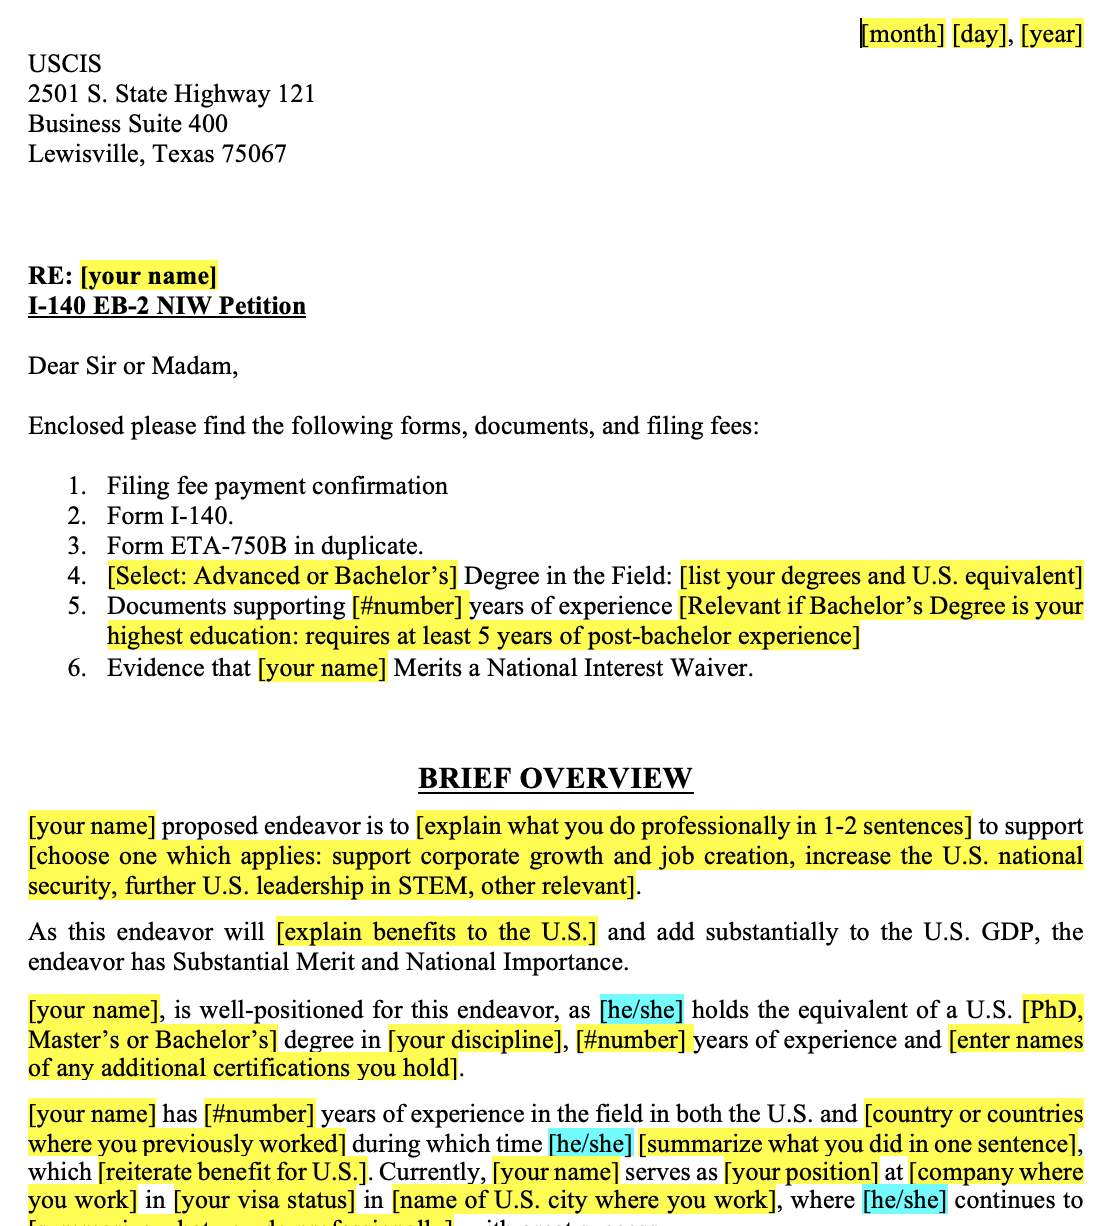 [month] [day], [year]
USCIS
2501 S. State Highway 121
Business Suite 400
Lewisville, Texas 75067
RE: [your name]
I-140 EB-2 NIW Petition
Dear Sir or Madam,
Enclosed please find the following forms, documents, and filing fees:
1. Filing fee payment confirmation
2. Form I-140.
3. Form ETA-750B in duplicate.
4. [Select: Advanced or Bachelor’s] Degree in the Field: [list your degrees and U.S. equivalent]
5. Documents supporting [#number] years of experience [Relevant if Bachelor’s Degree is your
highest education: requires at least 5 years of post-bachelor experience]
6. Evidence that [your name] Merits a National Interest Waiver.
BRIEF OVERVIEW
[your name] proposed endeavor is to [explain what you do professionally in 1-2 sentences] to support
[choose one which applies: support corporate growth and job creation, increase the U.S. national
security, further U.S. leadership in STEM, other relevant].
As this endeavor will [explain benefits to the U.S.] and add substantially to the U.S. GDP, the
endeavor has Substantial Merit and National Importance.
[your name], is well-positioned for this endeavor, as [he/she] holds the equivalent of a U.S. [PhD,
Master’s or Bachelor’s] degree in [your discipline], [#number] years of experience and [enter names
of any additional certifications you hold].
[your name] has [#number] years of experience in the field in both the U.S. and [country or countries
where you previously worked] during which time [he/she] [summarize what you did in one sentence],
which [reiterate benefit for U.S.]. Currently, [your name] serves as [your position] at [company where
you work] in [your visa status] in [name of U.S. city where you work], where [he/she] continues to